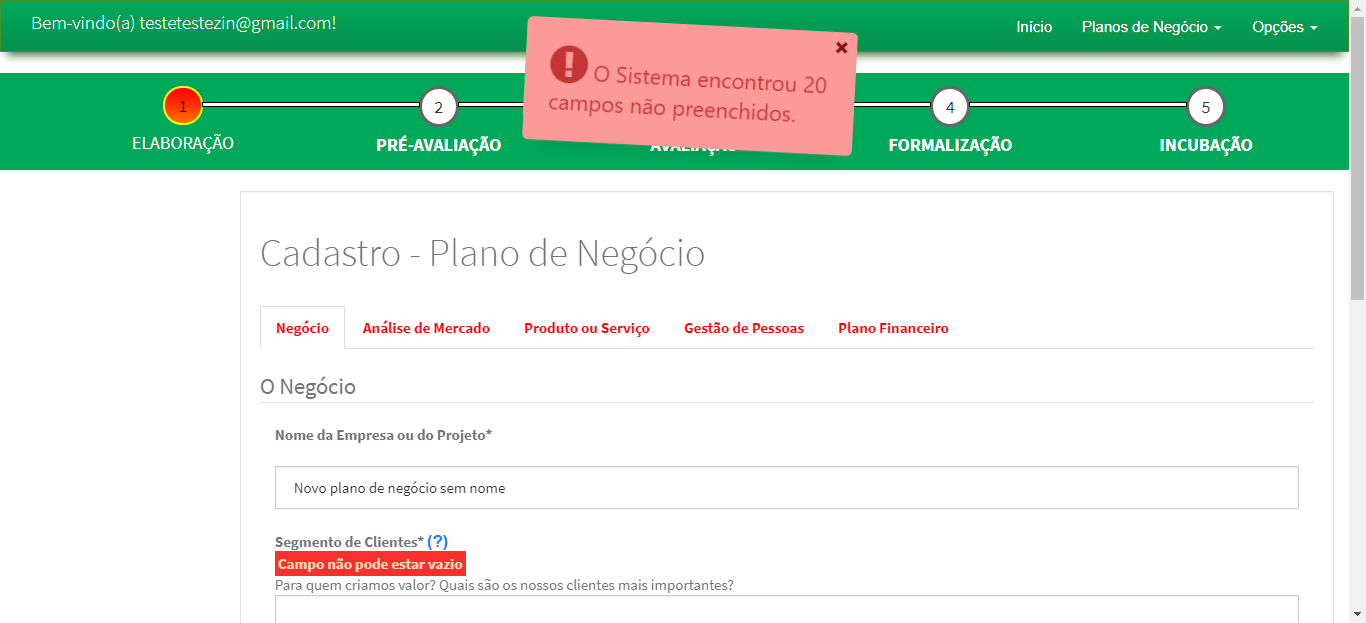 Bem-vindo(a) testetestezin@gmail.com!
Início Planos de Negócio Opções
O Sistema encontrou 20
campos não preenchidos.
1 2 4 5
ELABORAÇÃO PRÉ-AVALIAÇÃO AVALIAÇÃO FORMALIZAÇÃO INCUBAÇÃO
Cadastro - Plano de Negócio
Negócio Análise de Mercado Produto ou Serviço Gestão de Pessoas Plano Financeiro
O Negócio
Nome da Empresa ou do Projeto*
Novo plano de negócio sem nome
Segmento de Clientes* (?)
Campo não pode estar vazio
Para quem criamos valor? Quais são os nossos clientes mais importantes?